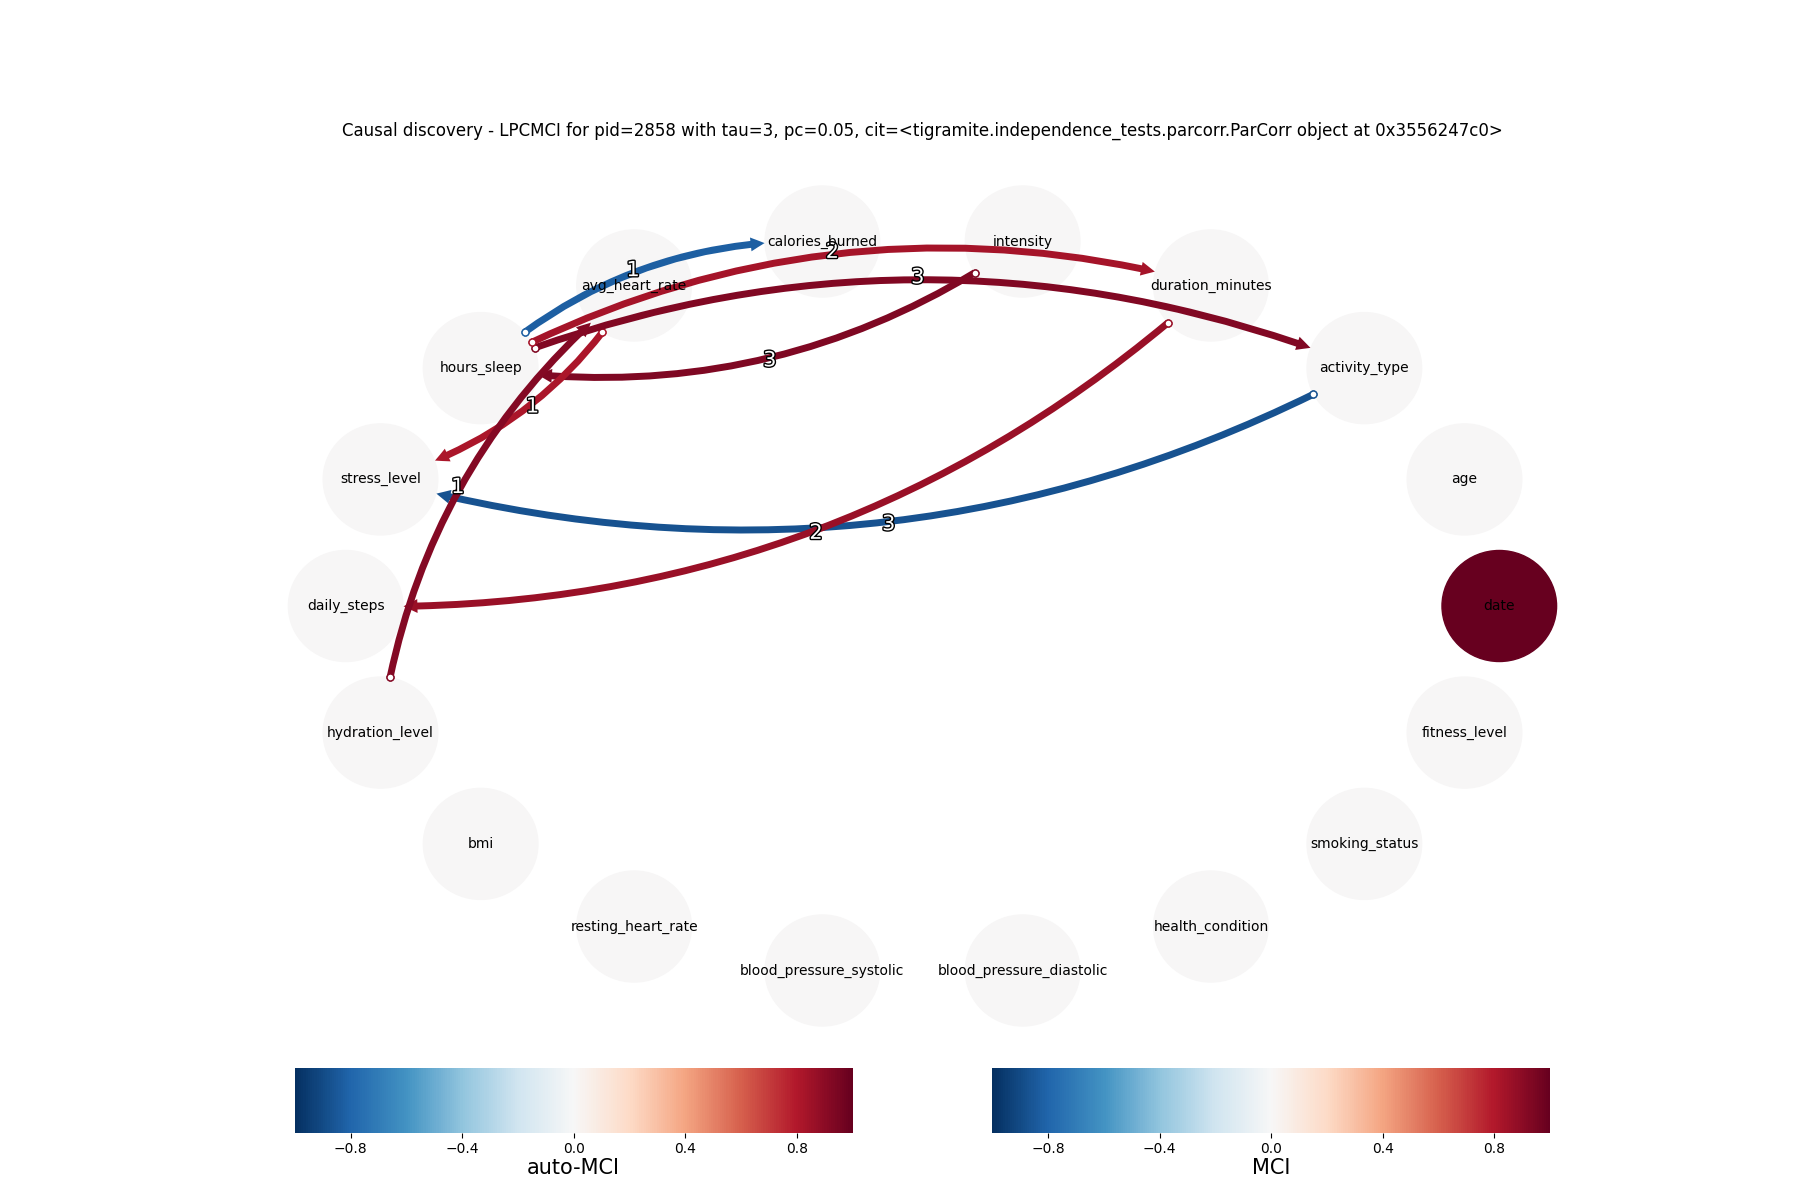 Causal discovery - LPCMCI for pid=2858 with tau=3, pc=0.05, cit=<tigramite.independence_tests.parcorr.ParCorr object at 0x3556247c0>
calories_burned
intensity
2
1
3
avg_heart_rate
duration_minutes
3
hours_sleep
activity_type
1
stress_level
age
1
3
2
daily_steps
date
hydration_level
fitness_level
bmi
smoking_status
resting_heart_rate
health_condition
blood_pressure_systolic
blood_pressure_diastolic
−0.8 −0.4 0.0 0.4 0.8
auto-MCI
−0.8 −0.4 0.0 0.4 0.8
MCI